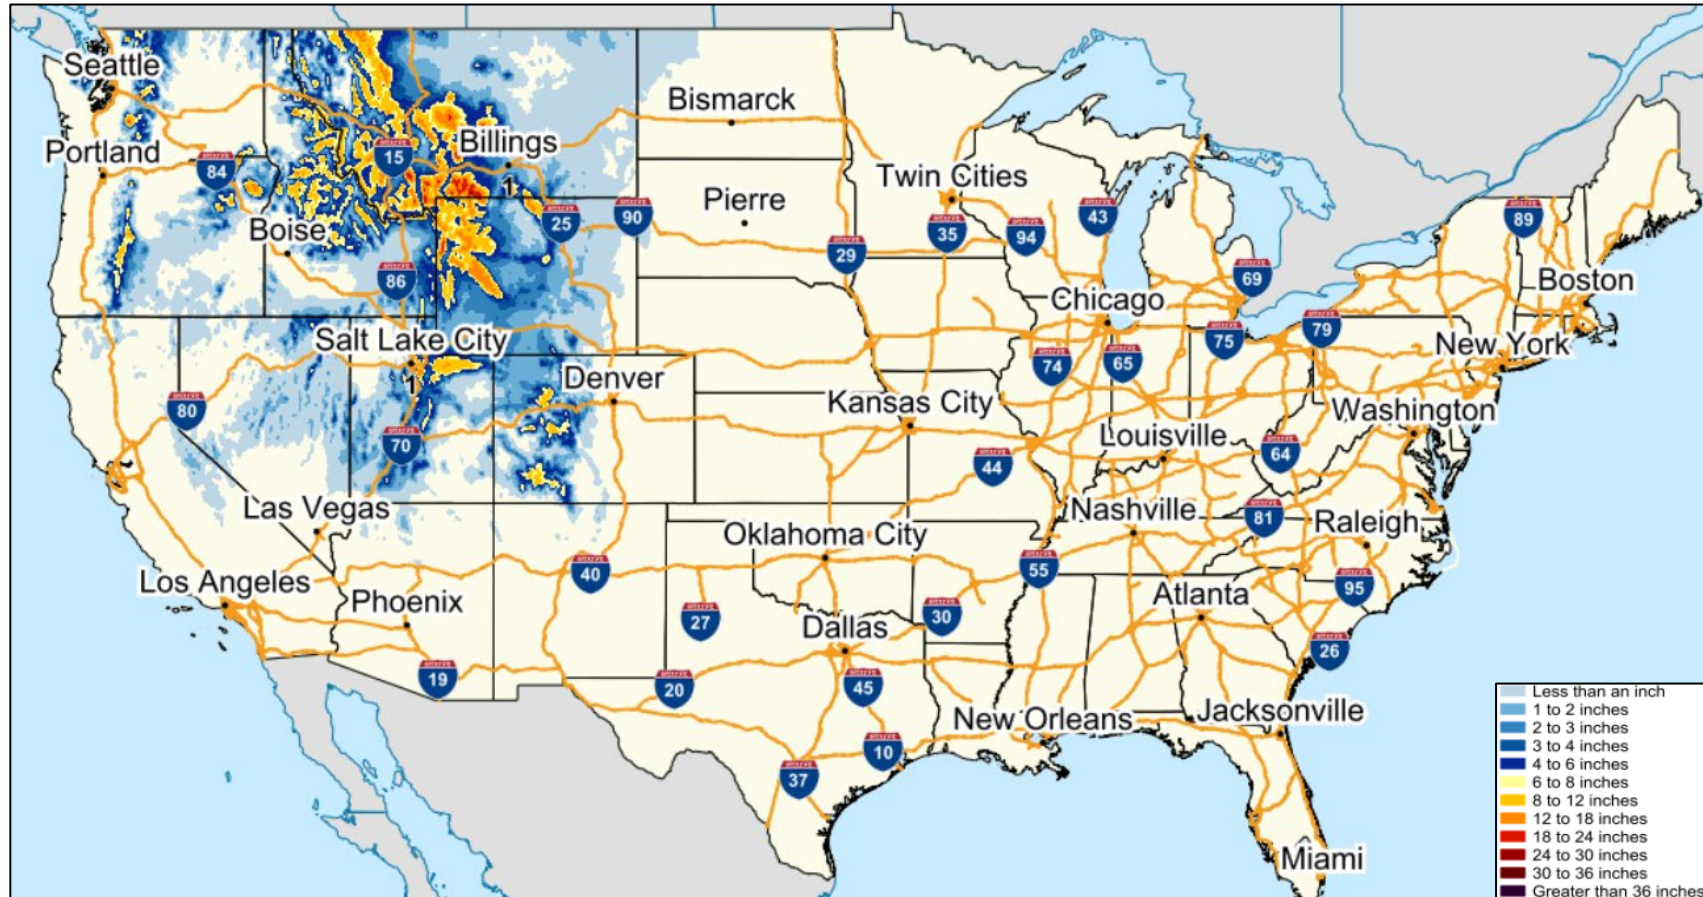 Seattle
Bismarck
Billings
Portland
84
15
1
Twin Cities
Pierre
Boise
25
90
35
94
43
89
29
86
69
Boston
Chicago
Salt Lake City
1
79
75
New York
74
65
Denver
80
Kansas City
Washington
70
Louisville
64
44
Las Vegas
Nashville
81
Raleigh
Oklahoma City
40
55
Los Angeles
Phoenix
95
Atlanta
27
30
Dallas
26
19
20
45
New Orleans
Jacksonville
10
37
Miami
Less than an inch
1 to 2 inches
2 to 3 inches
3 to 4 inches
4 to 6 inches
6 to 8 inches
8 to 12 inches
12 to 18 inches
18 to 24 inches
24 to 30 inches
30 to 36 inches
Greater than 36 inches